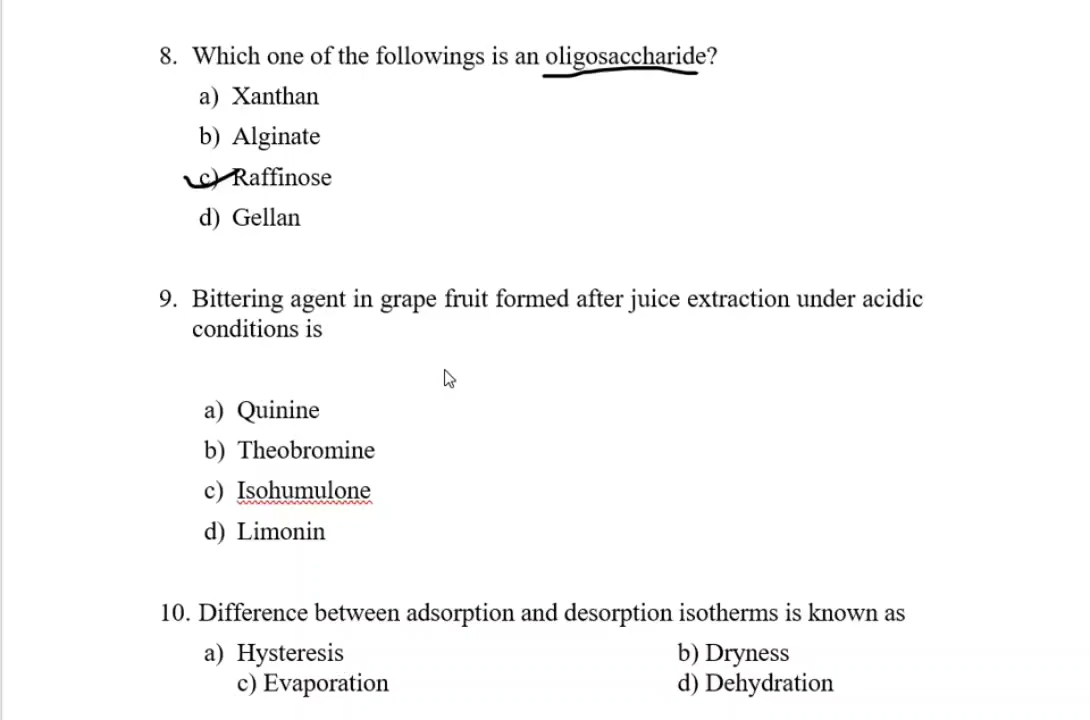 8. Which one of the followings is an oligosaccharide?
a) Xanthan
b) Alginate
c) Raffinose
d) Gellan
9. Bittering agent in grape fruit formed after juice extraction under acidic
conditions is
a) Quinine
b) Theobromine
c) Isohumulone
d) Limonin
10. Difference between adsorption and desorption isotherms is known as
a) Hysteresis b) Dryness
c) Evaporation d) Dehydration